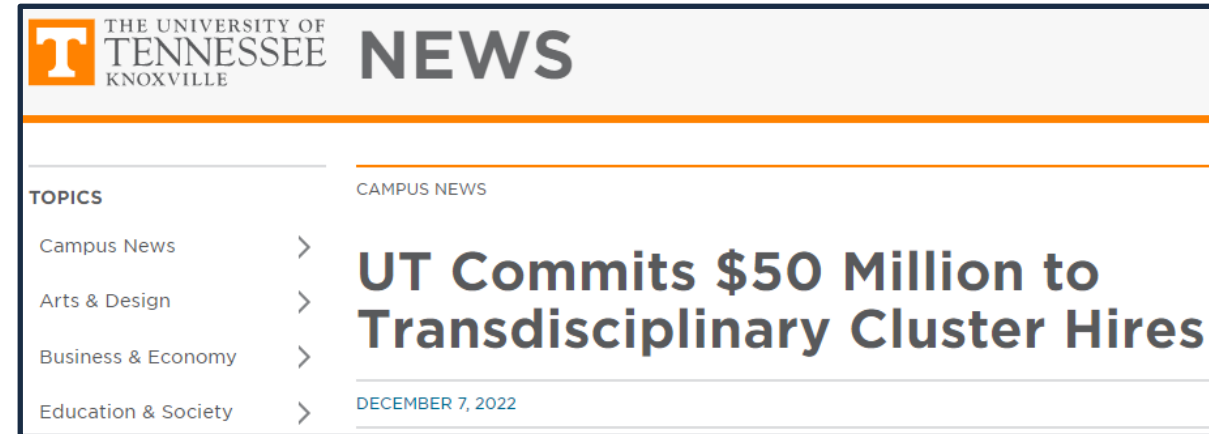 T
THE UNIVERSITY OF
TENNESSEE
KNOXVILLE
NEWS
TOPICS
Campus News
Arts & Design
Business & Economy
Education & Society
CAMPUS NEWS
UT Commits $50 Million to
Transdisciplinary Cluster Hires
DECEMBER 7, 2022